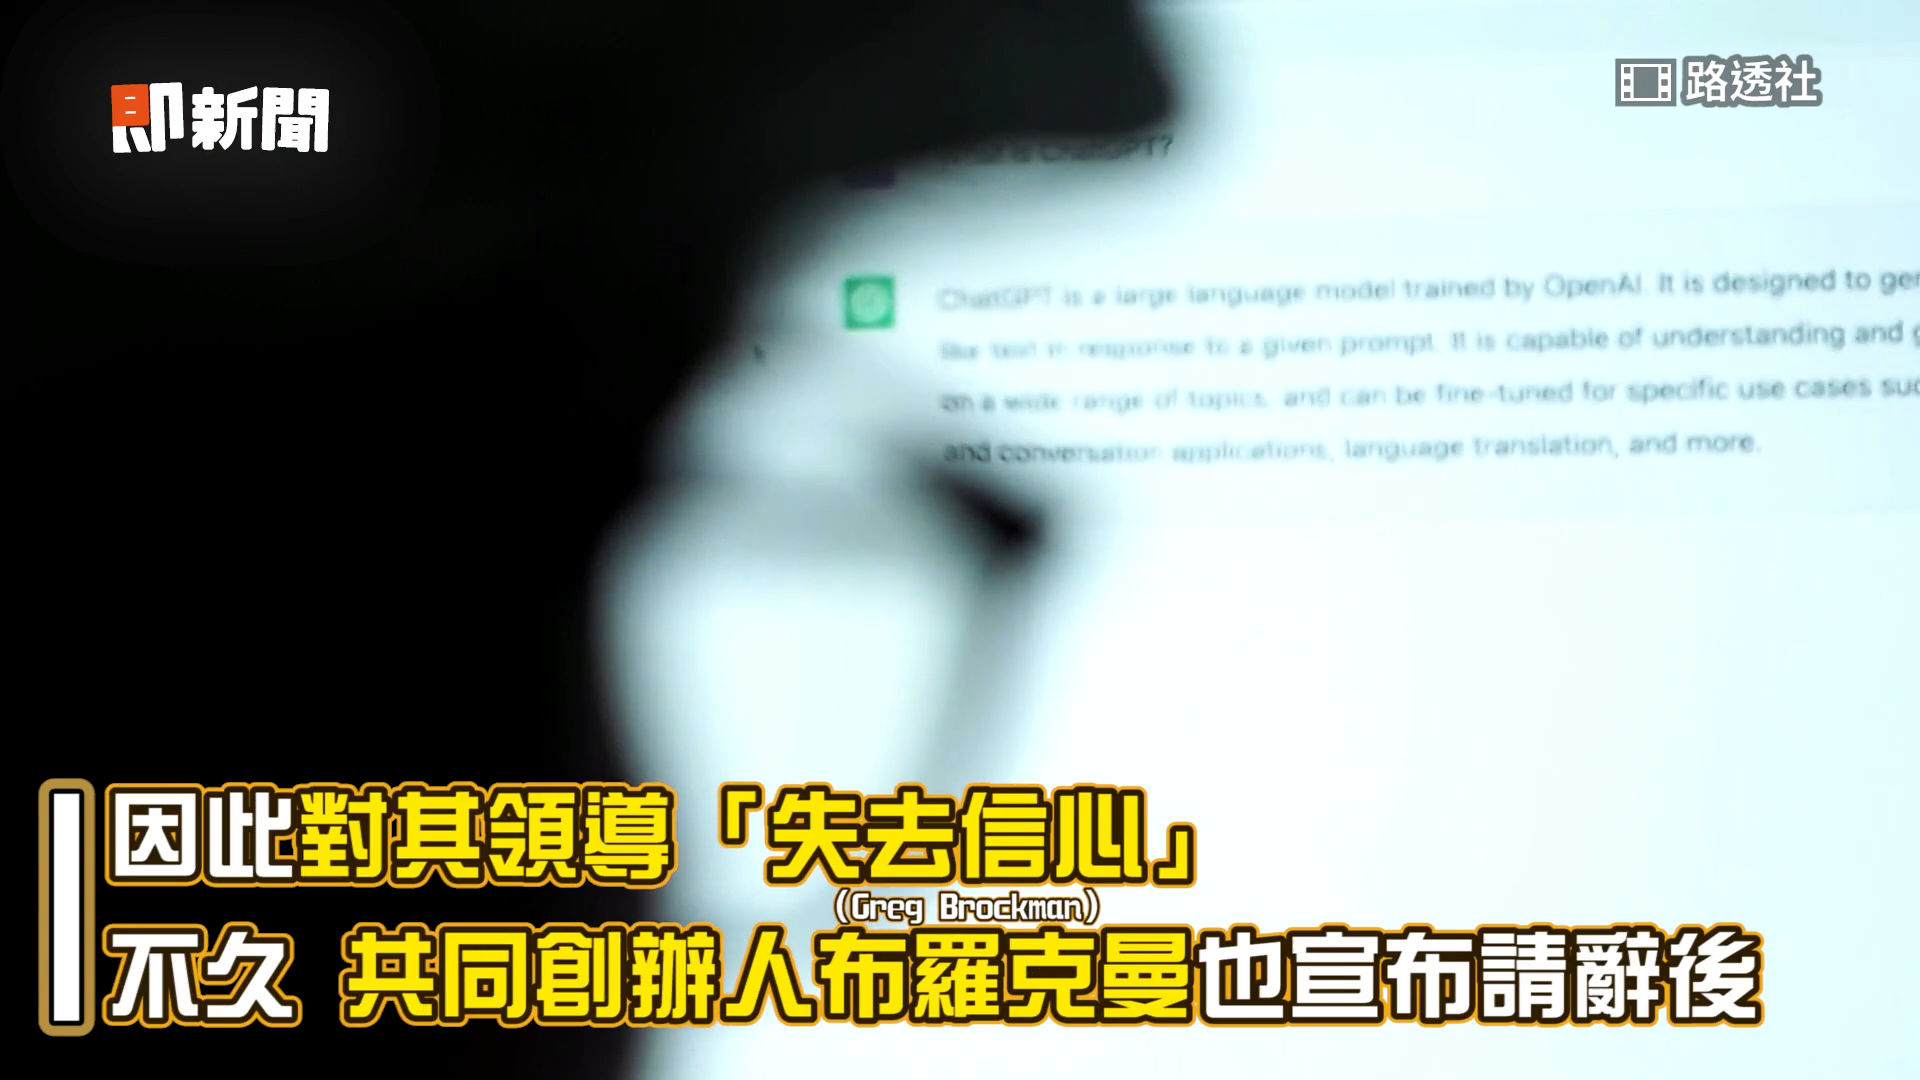 即新聞
路透社
What is ChatGPT?
ChatGPT is a large language model trained by OpenAI. It is designed to ger
like text in response to a given prompt. It is capable of understanding and g
on a wide range of topics, and can be fine-tuned for specific use cases suc
and conversation applications, language translation, and more.
因此對其領導「失去信心」
(Greg Brockman)
不久 共同創辦人布羅克曼也宣布請辭後